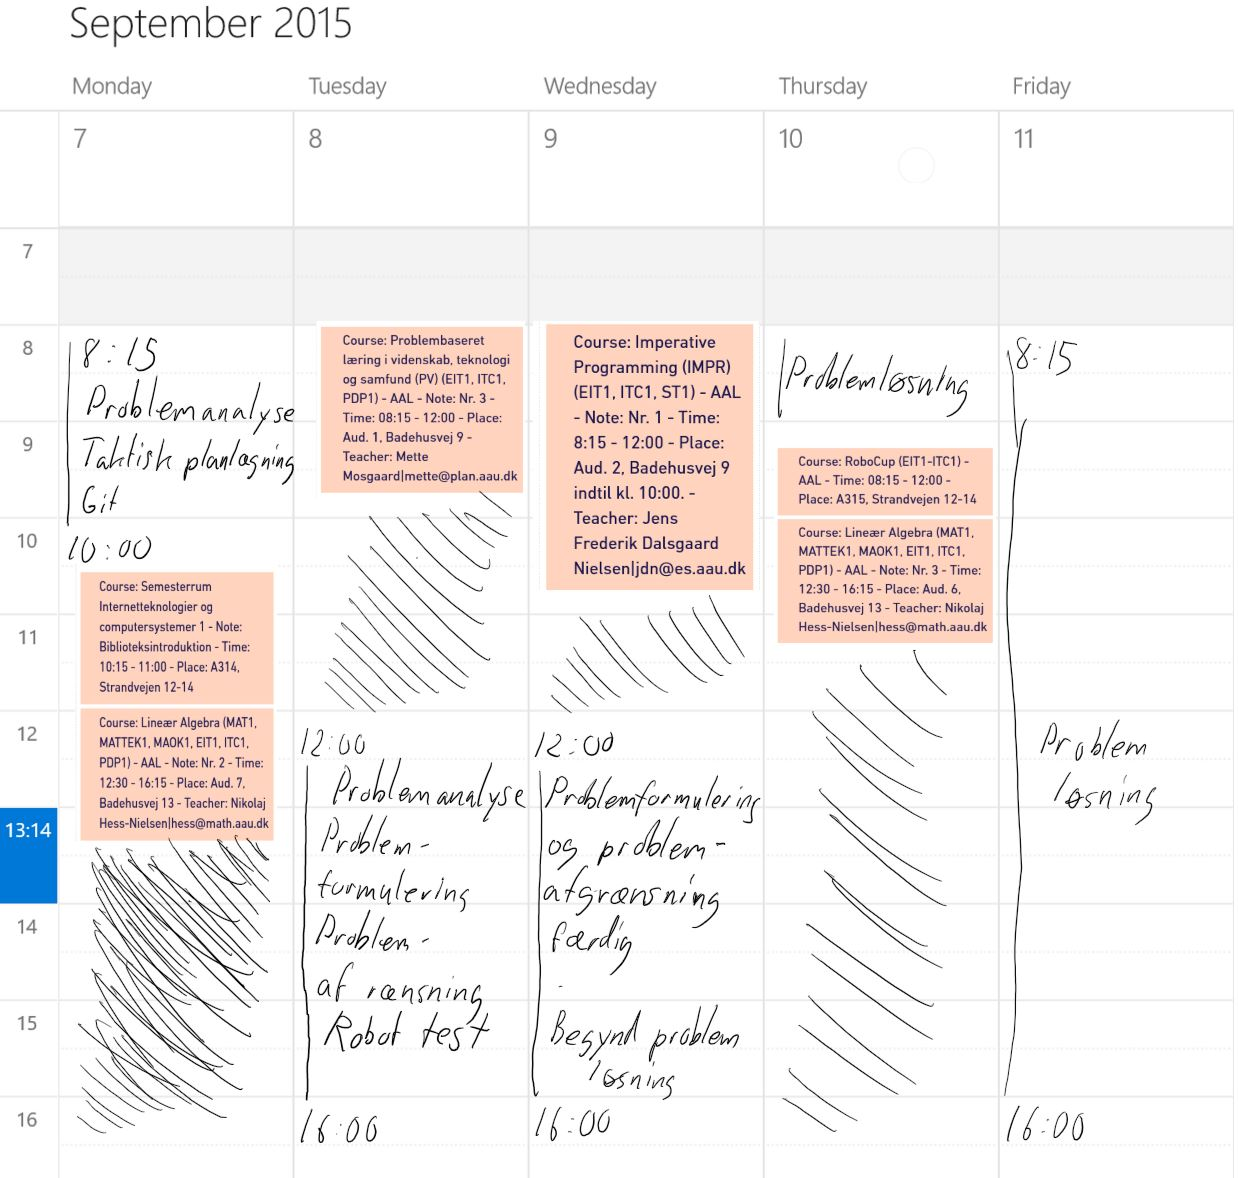 September 2015
Monday
Tuesday
Wednesday
Thursday
Friday
7
8
9
10
11
7
8
9
10
11
12
13:14
14
15
16
8:15
Problemanalyse
Taktisk planlægning
Git
10:00
Course: Semesterrum
Internetteknologier og
computersystemer 1 - Note:
Biblioteksintroduktion - Time:
10:15 - 11:00 - Place: A314,
Strandvejen 12-14
Course: Lineær Algebra (MAT1,
MATTEK1, MAOK1, EIT1, ITC1,
PDP1) - AAL - Note: Nr. 2 - Time:
12:30 - 16:15 - Place: Aud. 7,
Badehusvej 13 - Teacher: Nikolaj
Hess-Nielsen|hess@math.aau.dk
Course: Problembaseret
læring i videnskab, teknologi
og samfund (PV) (EIT1, ITC1,
PDP1) - AAL - Note: Nr. 3 -
Time: 08:15 - 12:00 - Place:
Aud. 1, Badehusvej 9 -
Teacher: Mette
Mosgaard|mette@plan.aau.dk
12:00
Problemanalyse
Problem-
formulering
Problem-
af rænsning
Robot test
16:00
Course: Imperative
Programming (IMPR)
(EIT1, ITC1, ST1) - AAL
- Note: Nr. 1 - Time:
8:15 - 12:00 - Place:
Aud. 2, Badehusvej 9
indtil kl. 10:00. -
Teacher: Jens
Frederik Dalsgaard
Nielsen|jdn@es.aau.dk
12:00
Problemformulering
og problem-
afgrænsning
færdig
-
Begynd problem
løsning
16:00
Problemløsning
Course: RoboCup (EIT1-ITC1) -
AAL - Time: 08:15 - 12:00 -
Place: A315, Strandvejen 12-14
Course: Lineær Algebra (MAT1,
MATTEK1, MAOK1, EIT1, ITC1,
PDP1) - AAL - Note: Nr. 3 - Time:
12:30 - 16:15 - Place: Aud. 6,
Badehusvej 13 - Teacher: Nikolaj
Hess-Nielsen|hess@math.aau.dk
8:15
Problem
løsning
16:00